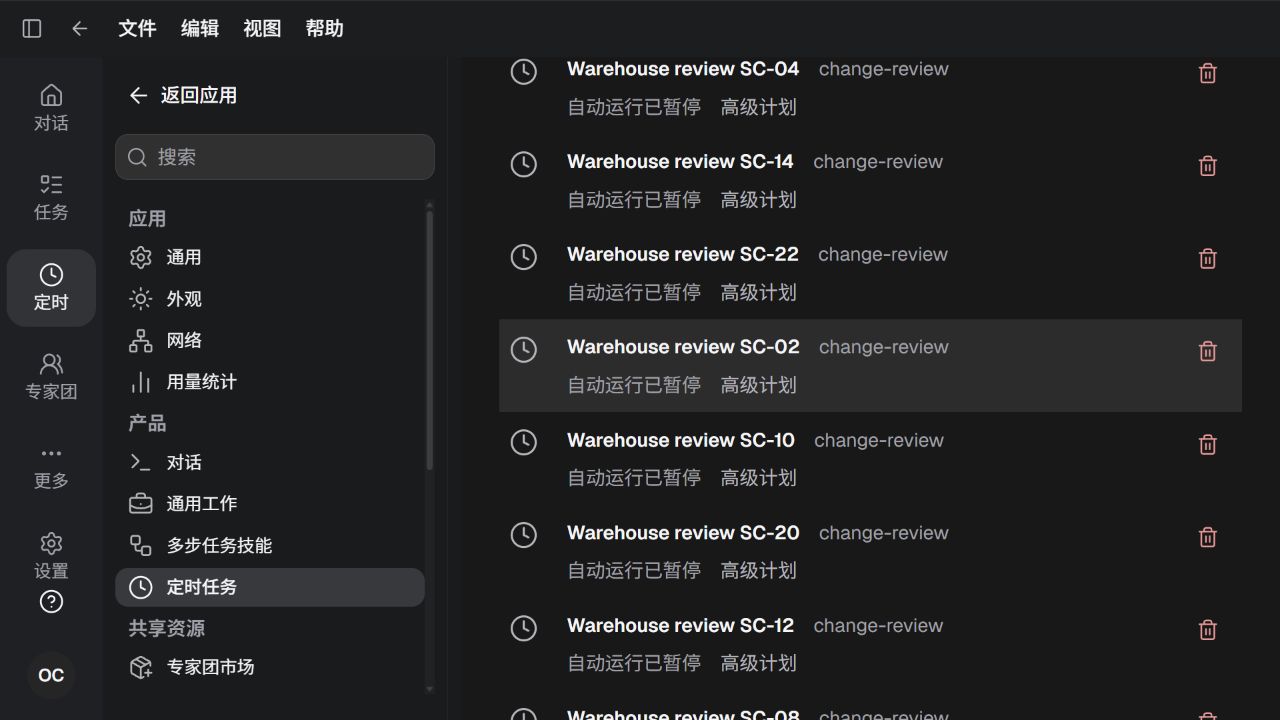 文件 编辑 视图 帮助
对话
任务
定时
专家团
更多
设置
OC
返回应用
搜索
应用
通用
外观
网络
用量统计
产品
对话
通用工作
多步任务技能
定时任务
共享资源
专家团市场
Warehouse review SC-04 change-review
自动运行已暂停 高级计划
Warehouse review SC-14 change-review
自动运行已暂停 高级计划
Warehouse review SC-22 change-review
自动运行已暂停 高级计划
Warehouse review SC-02 change-review
自动运行已暂停 高级计划
Warehouse review SC-10 change-review
自动运行已暂停 高级计划
Warehouse review SC-20 change-review
自动运行已暂停 高级计划
Warehouse review SC-12 change-review
自动运行已暂停 高级计划
Warehouse review SC-08 change-review